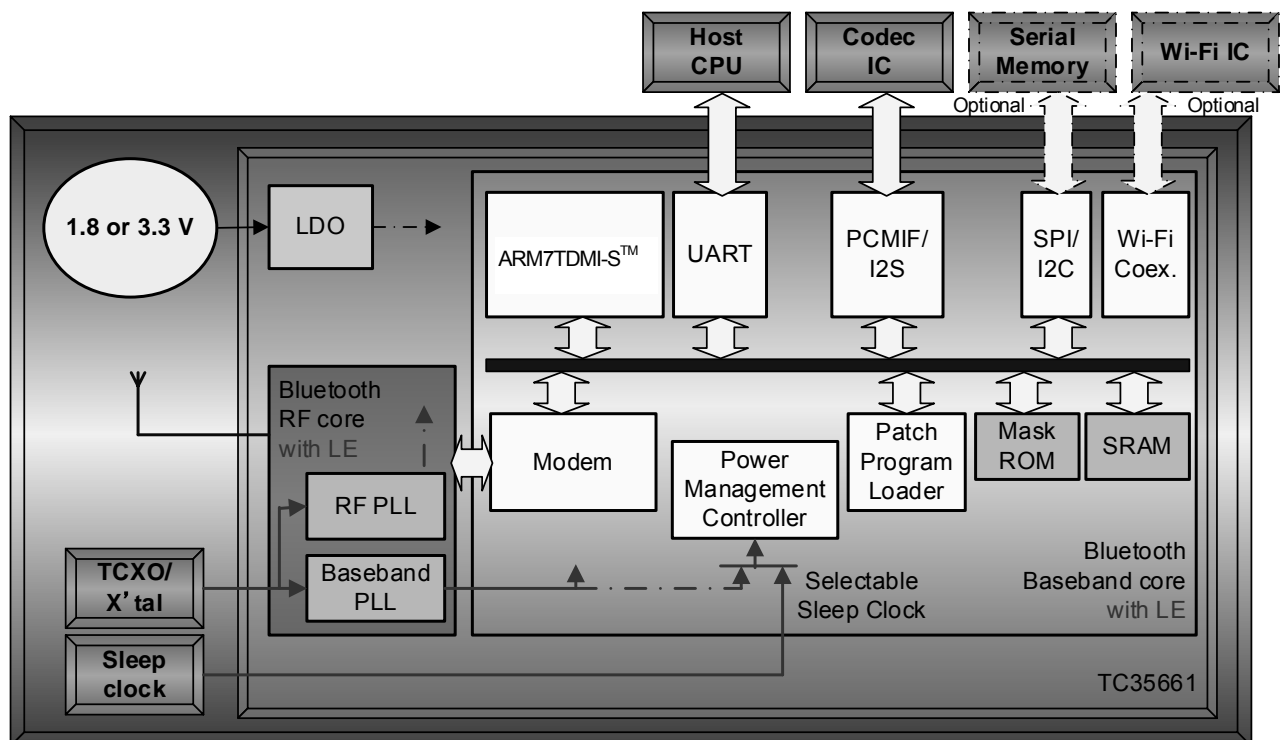 Host
CPU
Codec
IC
Serial
Memory
Wi-Fi IC
Optional
Optional
1.8 or 3.3 V
LDO
ARM7TDMI-S™
UART
PCMIF/
I2S
SPI/
I2C
Wi-Fi
Coex.
Bluetooth
RF core
with LE
RF PLL
Baseband
PLL
Modem
Power
Management
Controller
Patch
Program
Loader
Mask
ROM
SRAM
TCXO/
X'tal
Sleep
clock
Selectable
Sleep Clock
Bluetooth
Baseband core
with LE
TC35661